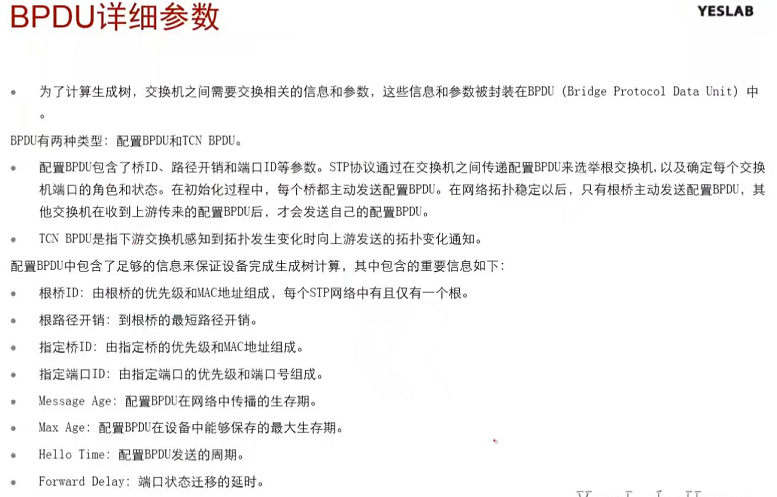 BPDU详细参数
YESLAB
为了计算生成树，交换机之间需要交换相关的信息和参数，这些信息和参数被封装在BPDU（Bridge Protocol Data Unit）中
。
BPDU有两种类型：配置BPDU和TCN BPDU。
配置BPDU包含了桥ID、路径开销和端口ID等参数。STP协议通过在交换机之间传递配置BPDU来选举根交换机,以及确定每个交换
机端口的角色和状态。在初始化过程中，每个桥都主动发送配置BPDU。在网络拓扑稳定以后，只有根桥主动发送配置BPDU，其
他交换机在收到上游传来的配置BPDU后，才会发送自己的配置BPDU。
TCN BPDU是指下游交换机感知到拓扑发生变化时向上游发送的拓扑变化通知。
配置BPDU中包含了足够的信息来保证设备完成生成树计算，其中包含的重要信息如下：
根桥ID：由根桥的优先级和MAC地址组成，每个STP网络中有且仅有一个根。
根路径开销：到根桥的最短路径开销。
指定桥ID：由指定桥的优先级和MAC地址组成。
指定端口ID：由指定端口的优先级和端口号组成。
Message Age：配置BPDU在网络中传播的生存期。
Max Age：配置BPDU在设备中能够保存的最大生存期。
Hello Time：配置BPDU发送的周期。
Forward Delay：端口状态迁移的延时。